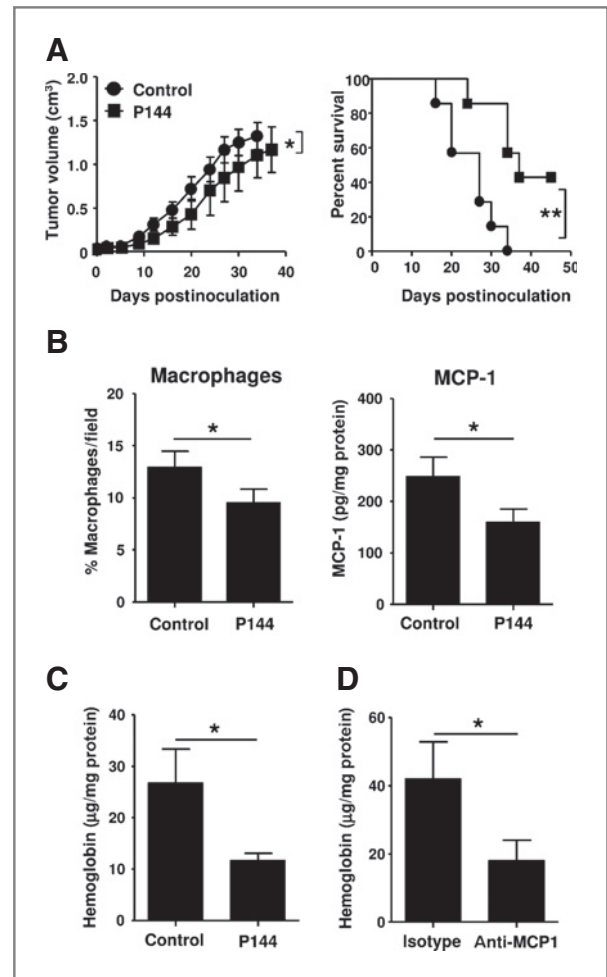 A
2.0
1.5
1.0
0.5
0
Tumor volume (cm³)
Control
P144
*
0 10 20 30 40
Days postinoculation
100
80
60
40
20
0
Percent survival
**
0 10 20 30 40 50
Days postinoculation
B
Macrophages
20
15
10
5
0
% Macrophages/field
*
Control P144
MCP-1
400
300
200
100
0
MCP-1 (pg/mg protein)
*
Control P144
C
40
30
20
10
0
Hemoglobin (µg/mg protein)
*
Control P144
D
60
40
20
0
Hemoglobin (µg/mg protein)
*
Isotype Anti-MCP1